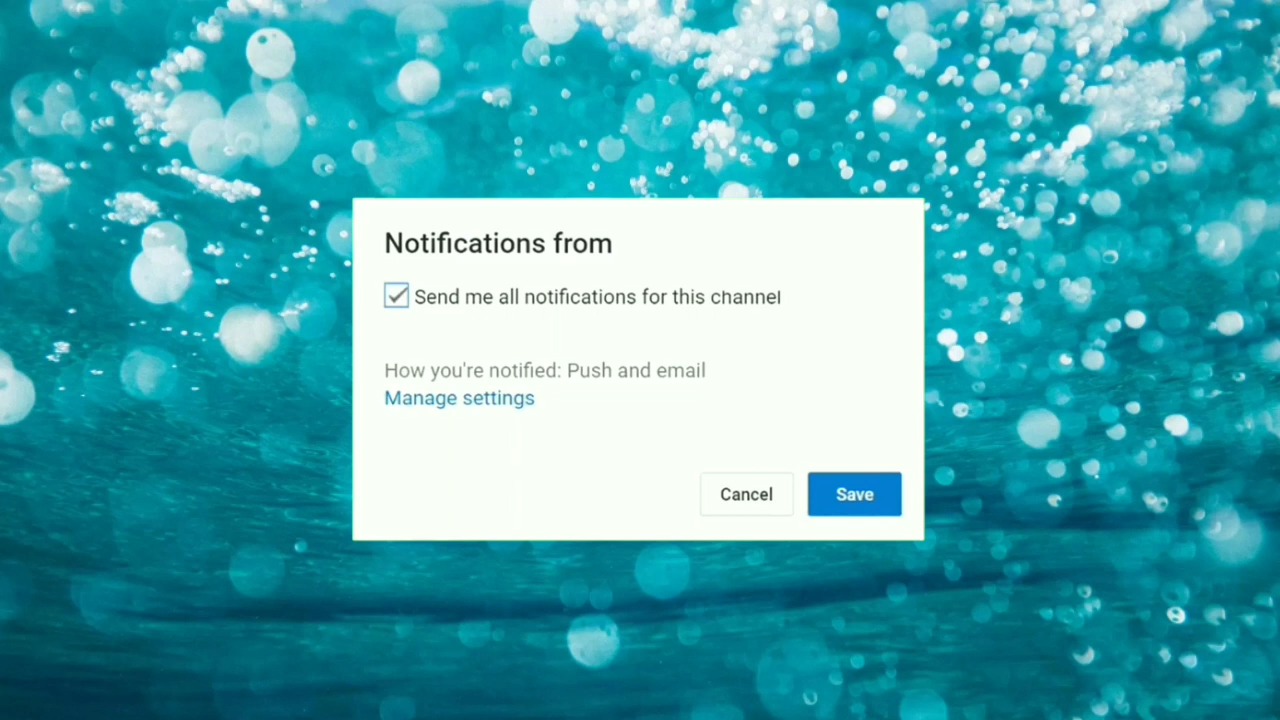 Notifications from
Send me all notifications for this channel
How you're notified: Push and email
Manage settings
Cancel
Save